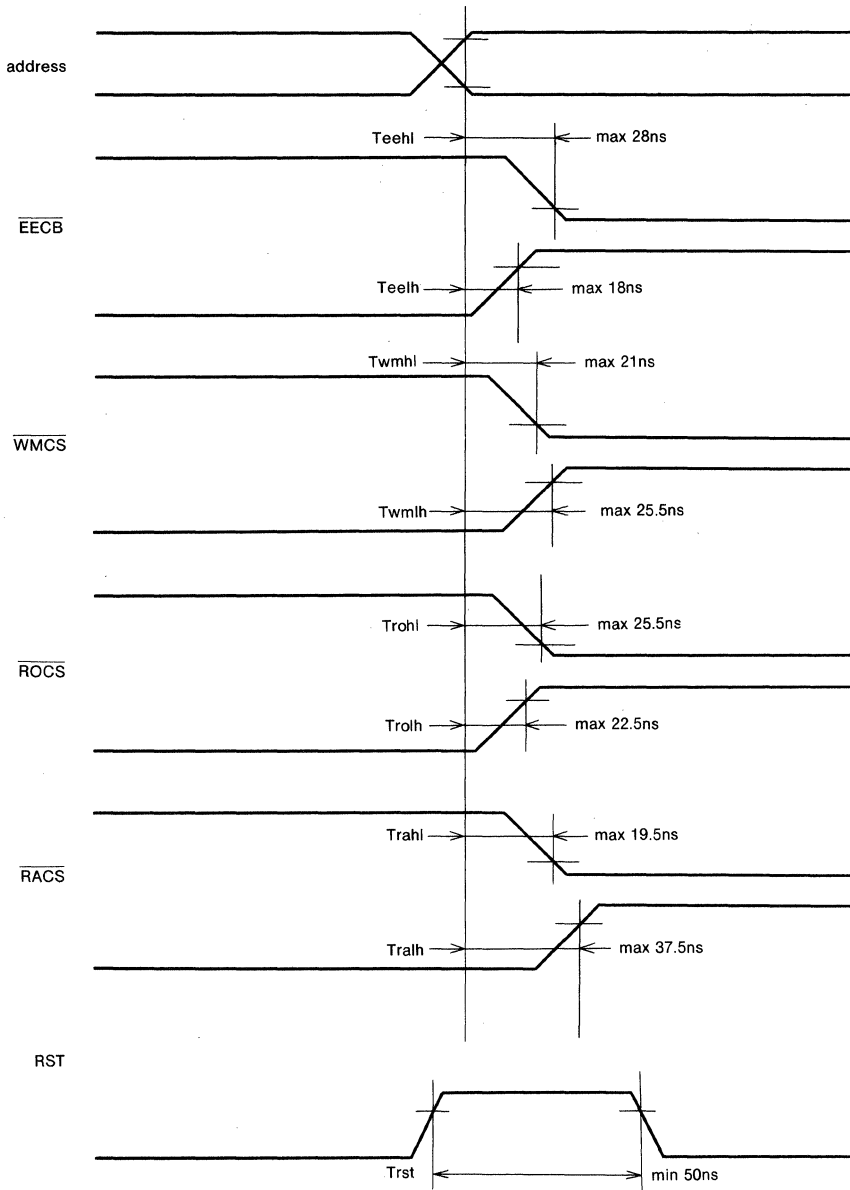 address
Teehl max 28ns
EECB
Teelh max 18ns
Twmhl max 21ns
WMCS
Twmlh max 25.5ns
Trohl max 25.5ns
ROCS
Trolh max 22.5ns
Trahl max 19.5ns
RACS
Tralh max 37.5ns
RST
Trst min 50ns